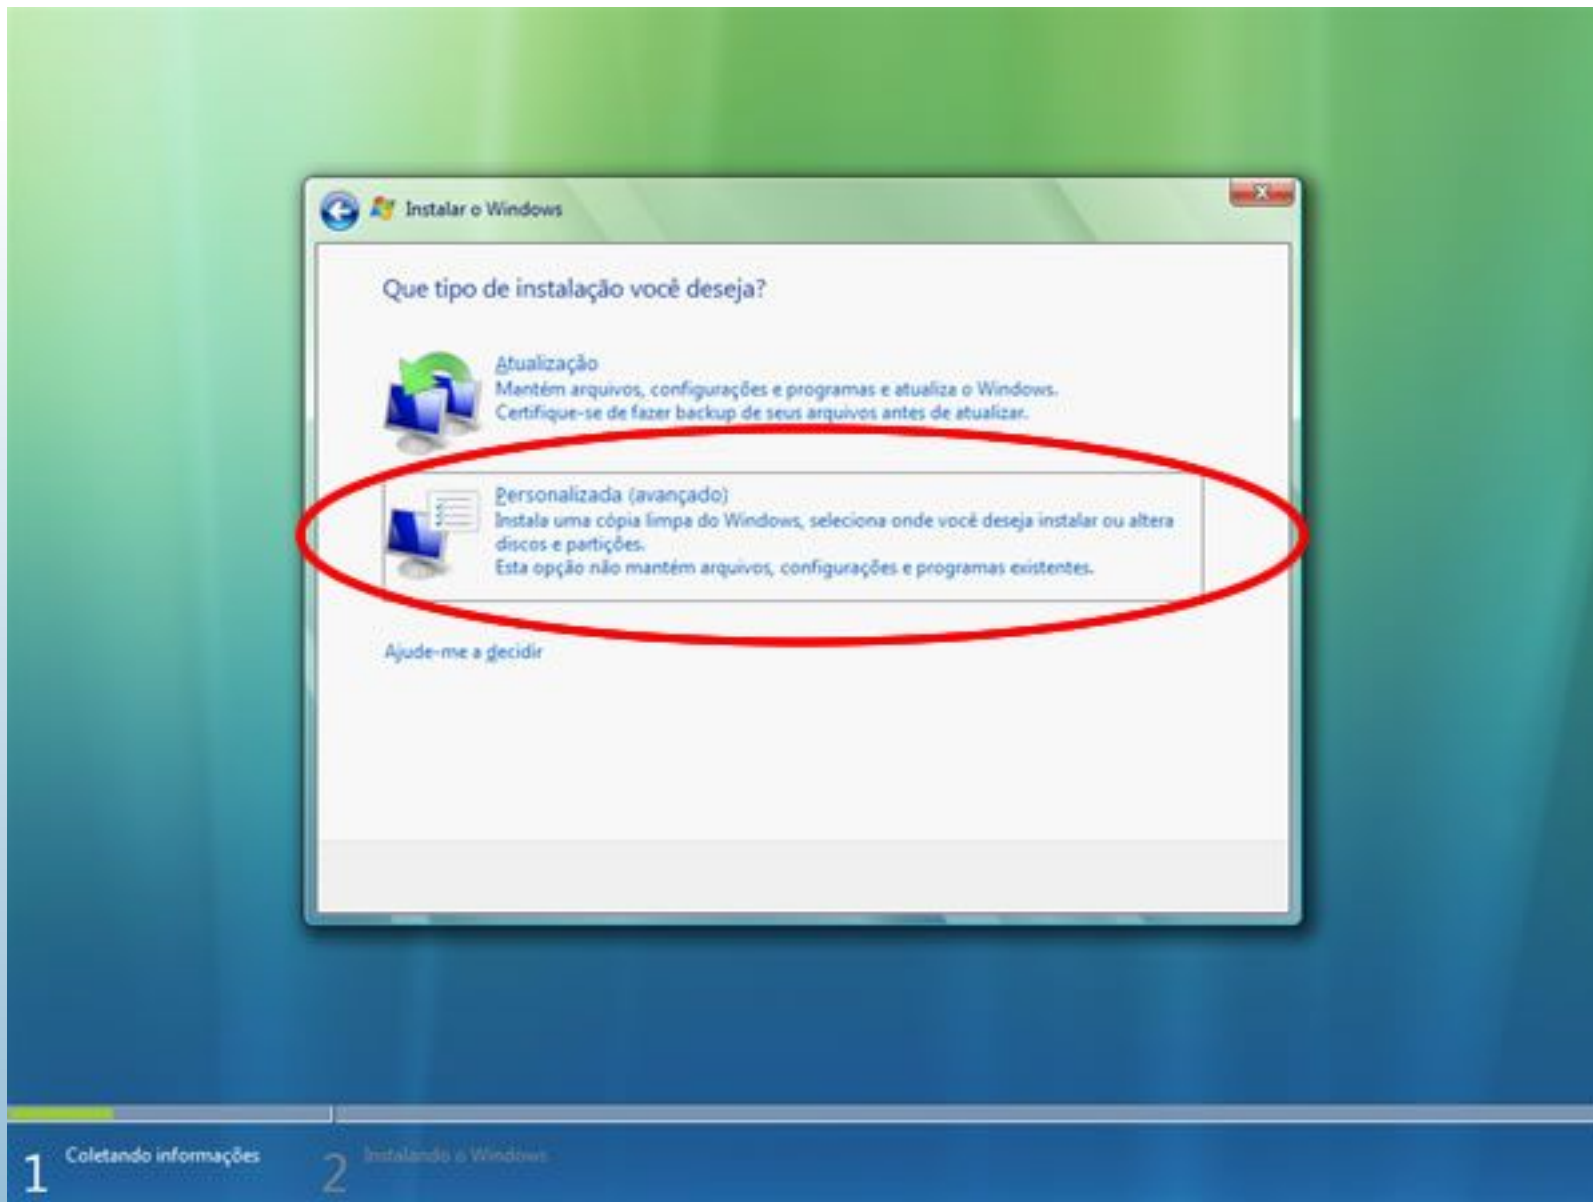 Instalar o Windows
Que tipo de instalação você deseja?
Atualização
Mantém arquivos, configurações e programas e atualiza o Windows.
Certifique-se de fazer backup de seus arquivos antes de atualizar.
Personalizada (avançado)
Instala uma cópia limpa do Windows, seleciona onde você deseja instalar ou altera
discos e partições.
Esta opção não mantém arquivos, configurações e programas existentes.
Ajude-me a decidir
1 Coletando informações
2 Instalando o Windows